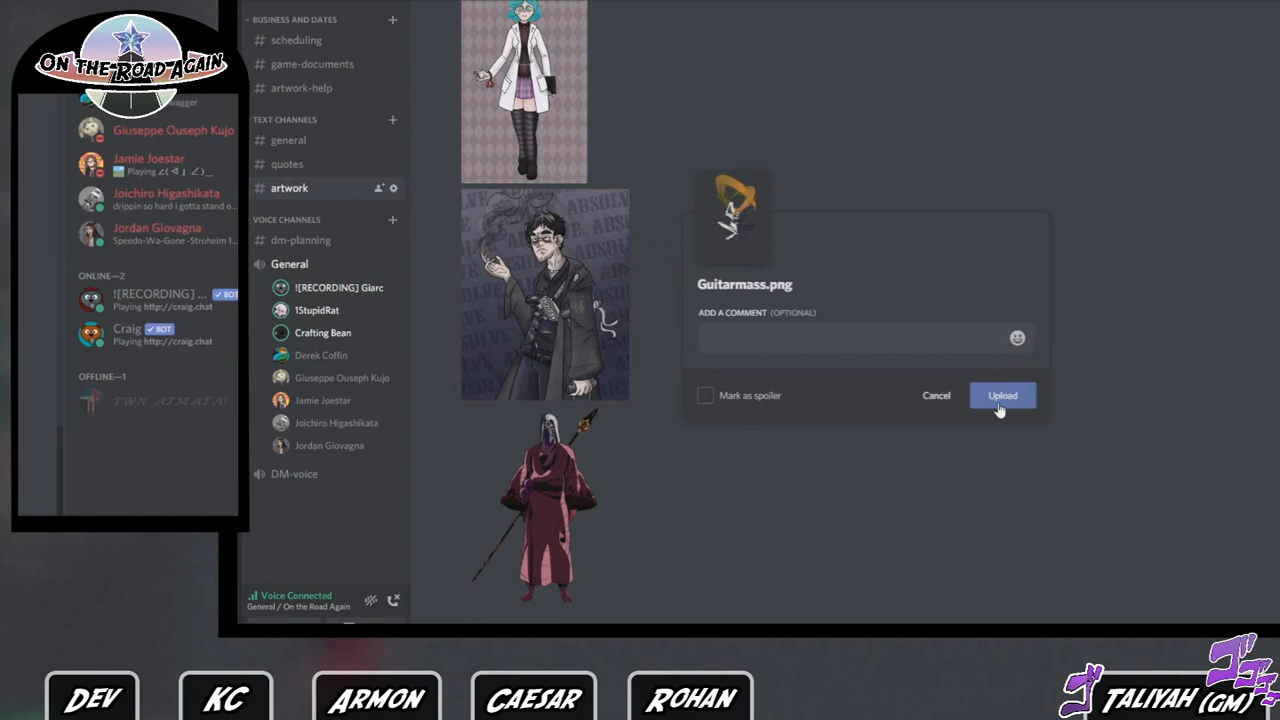 ON THE ROAD AGAIN
Giuseppe Ouseph Kujo
Jamie Joestar
Playing
Joichiro Higashikata
drippin so hard i gotta stand o...
Jordan Giovagna
Speedo-Wa-Gone -Stroheim 1...
ONLINE—2
![RECORDING] ... BOT
Playing http://craig.chat
Craig BOT
Playing http://craig.chat
OFFLINE—1
BUSINESS AND DATES
# scheduling
# game-documents
# artwork-help
TEXT CHANNELS
# general
# quotes
# artwork
VOICE CHANNELS
# dm-planning
General
![RECORDING] Giarc
1StupidRat
Crafting Bean
Derek Coffin
Giuseppe Ouseph Kujo
Jamie Joestar
Joichiro Higashikata
Jordan Giovagna
DM-voice
Voice Connected
General / On the Road Again
ABSOLVE
Guitarmass.png
ADD A COMMENT (OPTIONAL)
Mark as spoiler
Cancel
Upload
DEV
KC
ARMON
CAESAR
ROHAN
TALIYAH (GM)
ゴゴゴ